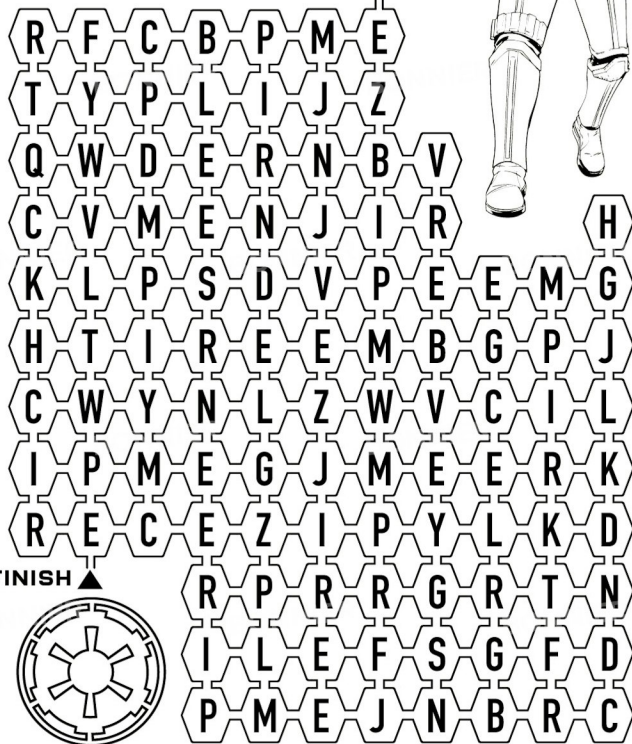 R F C B P M E
T Y P L I J Z
Q W D E R N B V
C V M E N J I R H
K L P S D V P E E M G
H T I R E E M B G P J
C W Y N L Z W V C I L
I P M E G J M E E R K
R E C E Z I P Y L K D
FINISH
R P R R G R T N
I L E F S G F D
P M E J N B R C